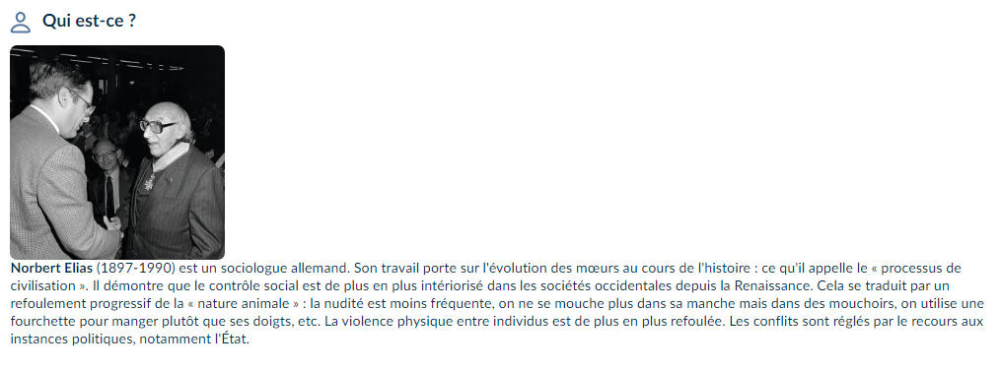 Qui est-ce ?
Norbert Elias (1897-1990) est un sociologue allemand. Son travail porte sur l'évolution des mœurs au cours de l'histoire : ce qu'il appelle le « processus de
civilisation ». Il démontre que le contrôle social est de plus en plus intériorisé dans les sociétés occidentales depuis la Renaissance. Cela se traduit par un
refoulement progressif de la « nature animale » : la nudité est moins fréquente, on ne se mouche plus dans sa manche mais dans des mouchoirs, on utilise une
fourchette pour manger plutôt que ses doigts, etc. La violence physique entre individus est de plus en plus refoulée. Les conflits sont réglés par le recours aux
instances politiques, notamment l'État.